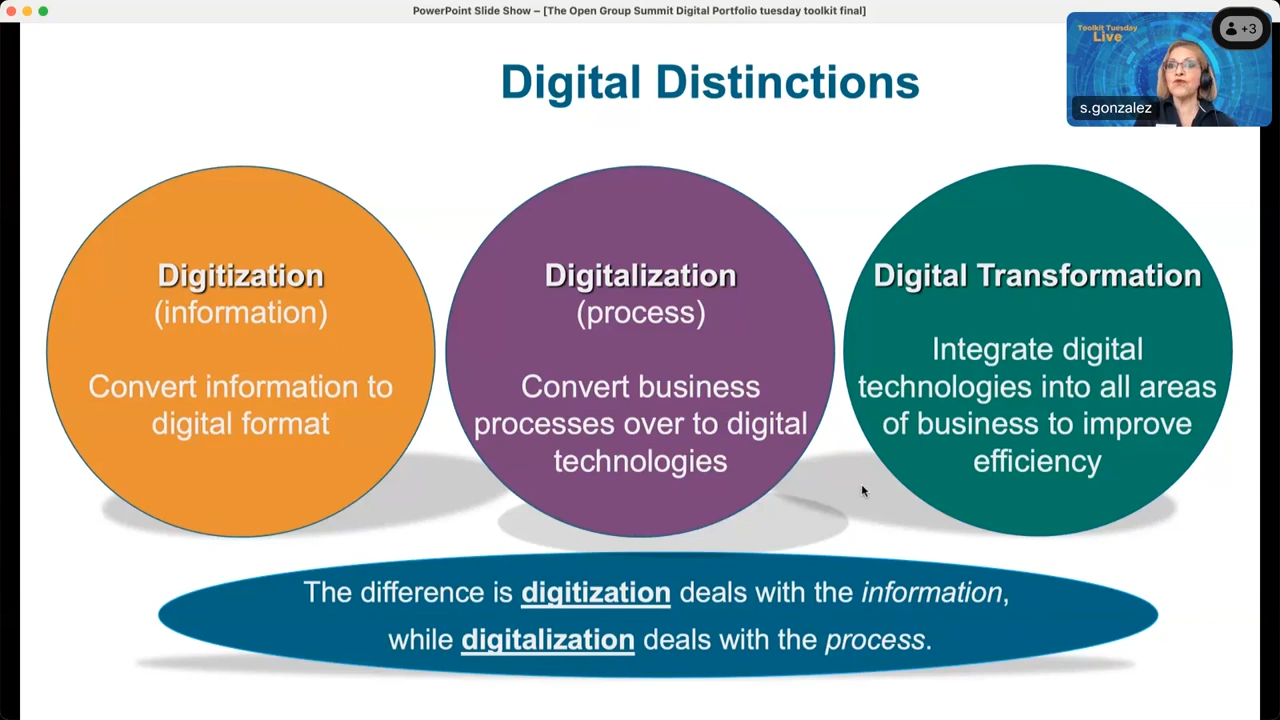 PowerPoint Slide Show – [The Open Group Summit Digital Portfolio tuesday toolkit final]
Toolkit Tuesday
Live
+3
s.gonzalez
Digital Distinctions
Digitization
(information)
Convert information to
digital format
Digitalization
(process)
Convert business
processes over to digital
technologies
Digital Transformation
Integrate digital
technologies into all areas
of business to improve
efficiency
The difference is digitization deals with the information,
while digitalization deals with the process.